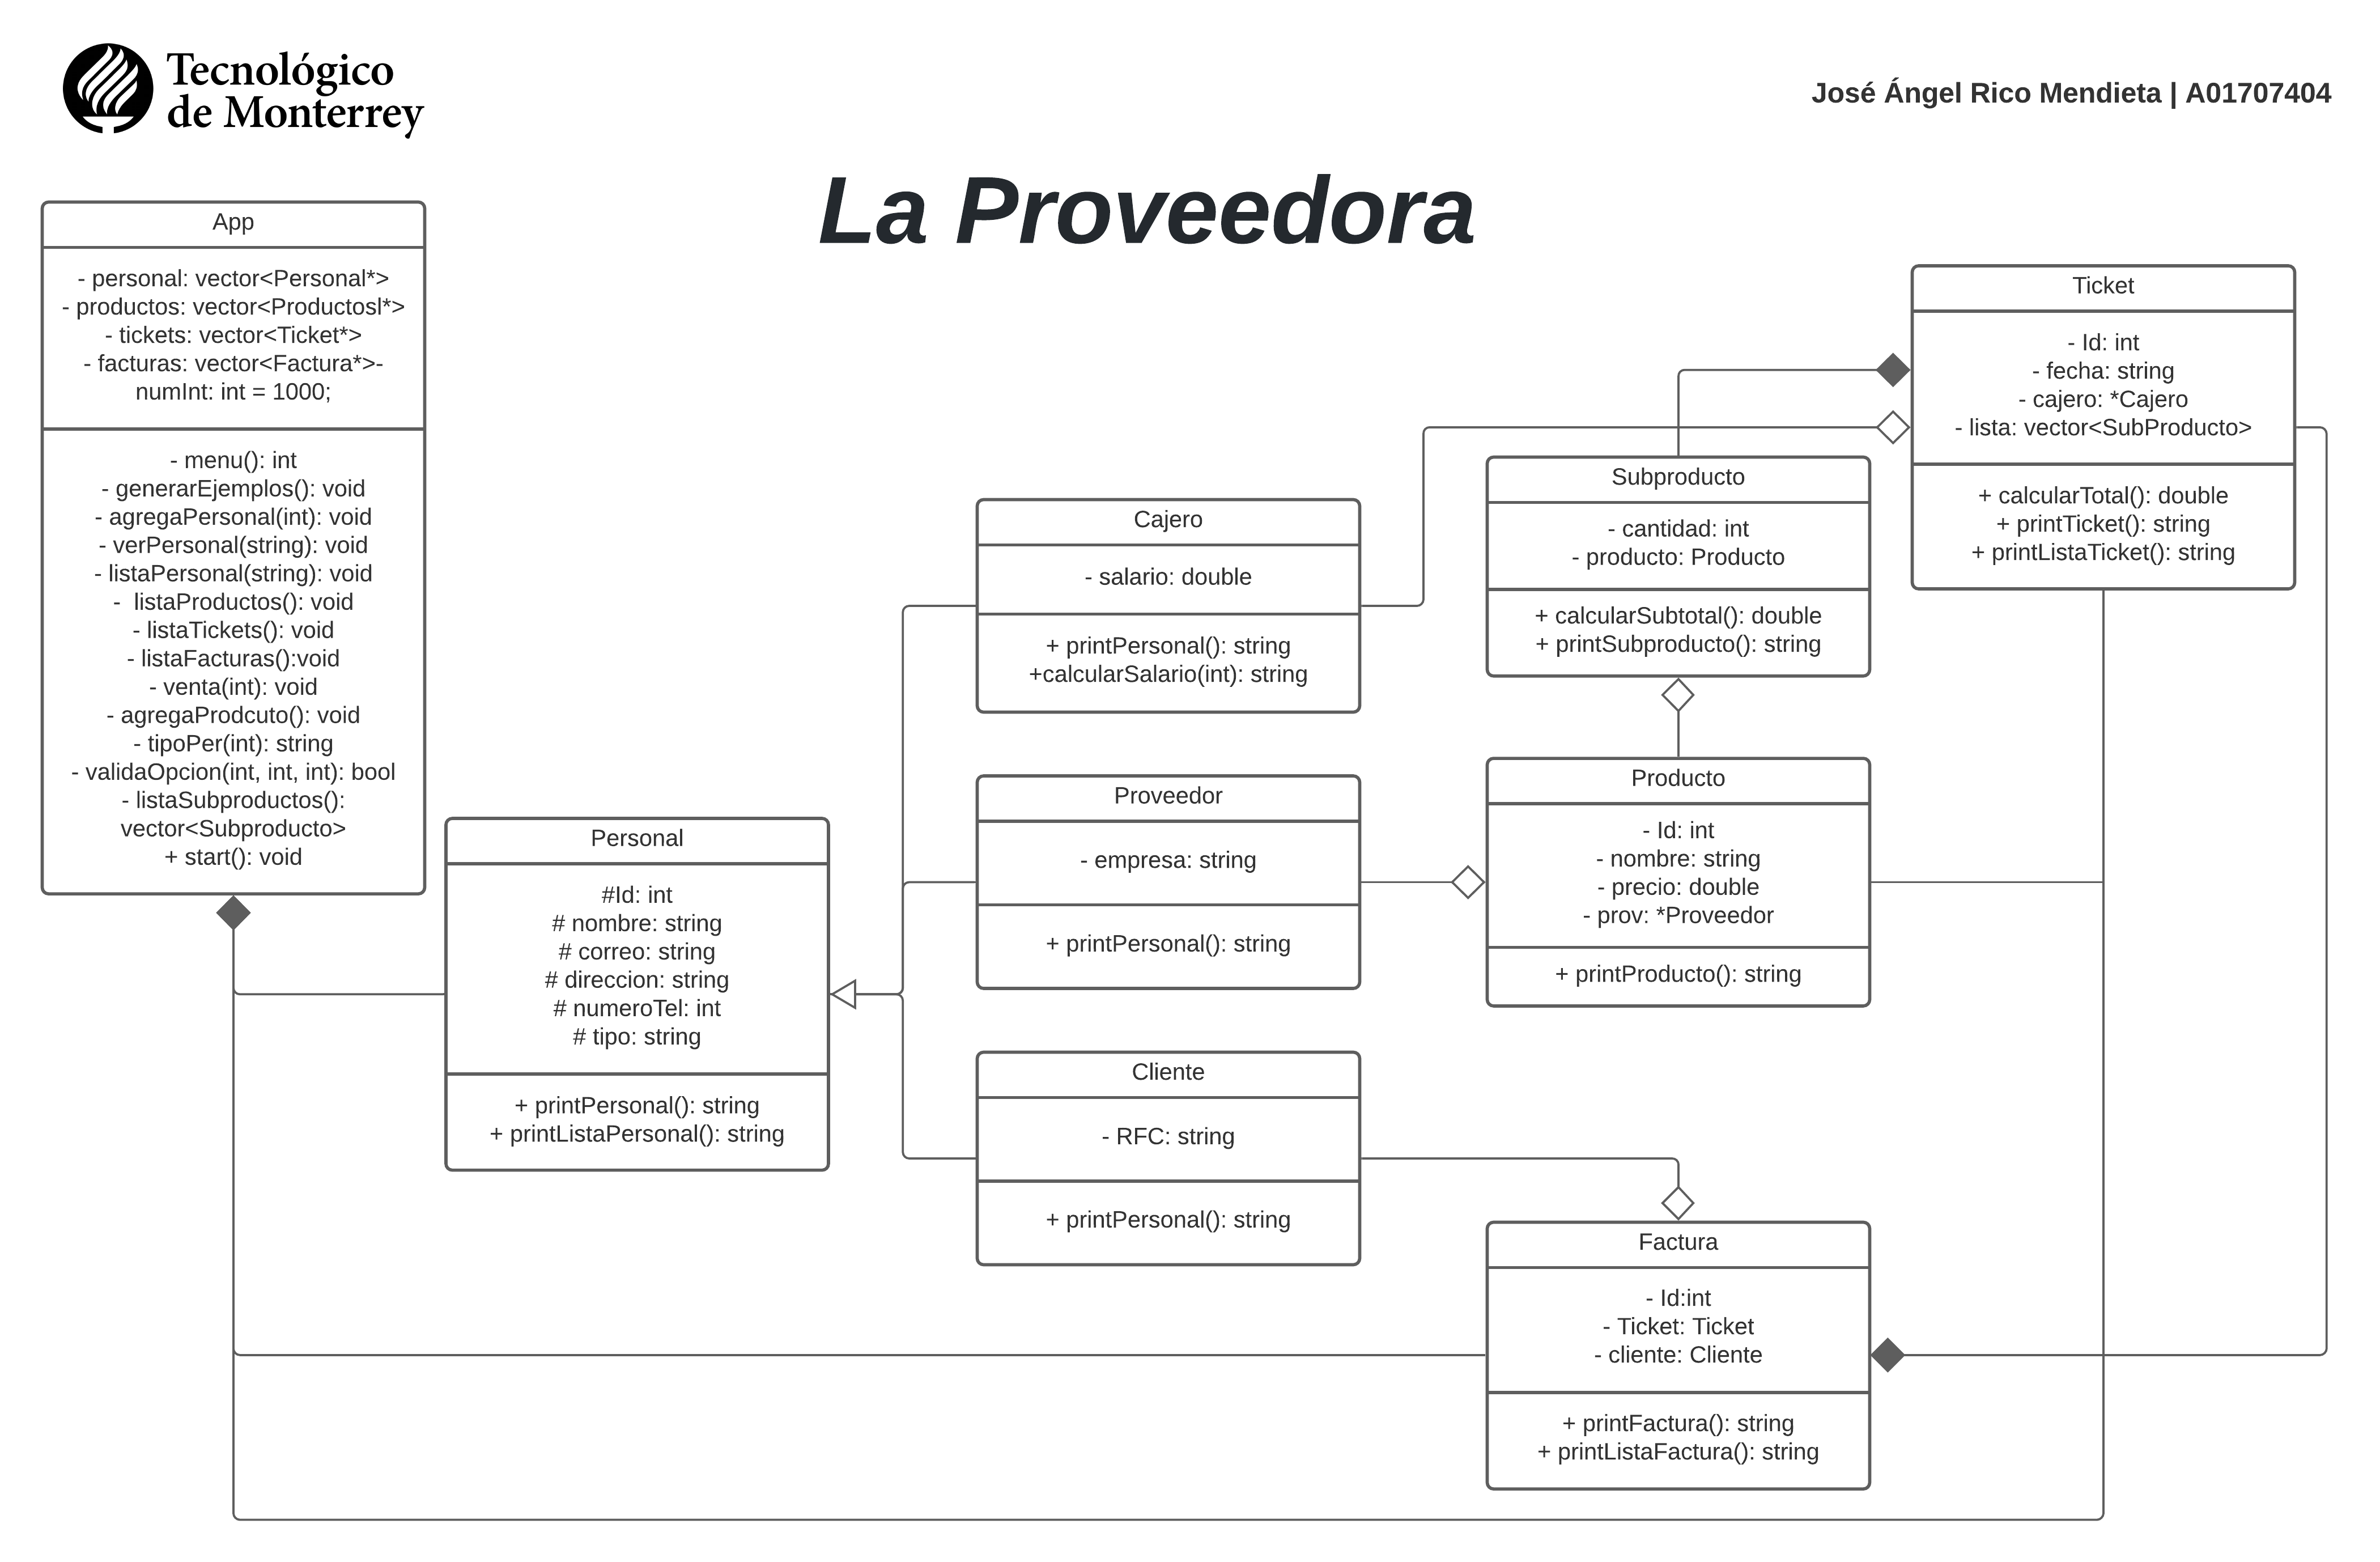 Tecnológico
de Monterrey
José Ángel Rico Mendieta | A01707404
La Proveedora
App
- personal: vector<Personal*>
- productos: vector<Productosl*>
- tickets: vector<Ticket*>
- facturas: vector<Factura*>-
numInt: int = 1000;
- menu(): int
- generarEjemplos(): void
- agregaPersonal(int): void
- verPersonal(string): void
- listaPersonal(string): void
- listaProductos(): void
- listaTickets(): void
- listaFacturas():void
- venta(int): void
- agregaProdcuto(): void
- tipoPer(int): string
- validaOpcion(int, int, int): bool
- listaSubproductos():
vector<Subproducto>
+ start(): void
Personal
#Id: int
# nombre: string
# correo: string
# direccion: string
# numeroTel: int
# tipo: string
+ printPersonal(): string
+ printListaPersonal(): string
Cajero
- salario: double
+ printPersonal(): string
+calcularSalario(int): string
Proveedor
- empresa: string
+ printPersonal(): string
Cliente
- RFC: string
+ printPersonal(): string
Subproducto
- cantidad: int
- producto: Producto
+ calcularSubtotal(): double
+ printSubproducto(): string
Producto
- Id: int
- nombre: string
- precio: double
- prov: *Proveedor
+ printProducto(): string
Factura
- Id:int
- Ticket: Ticket
- cliente: Cliente
+ printFactura(): string
+ printListaFactura(): string
Ticket
- Id: int
- fecha: string
- cajero: *Cajero
- lista: vector<SubProducto>
+ calcularTotal(): double
+ printTicket(): string
+ printListaTicket(): string